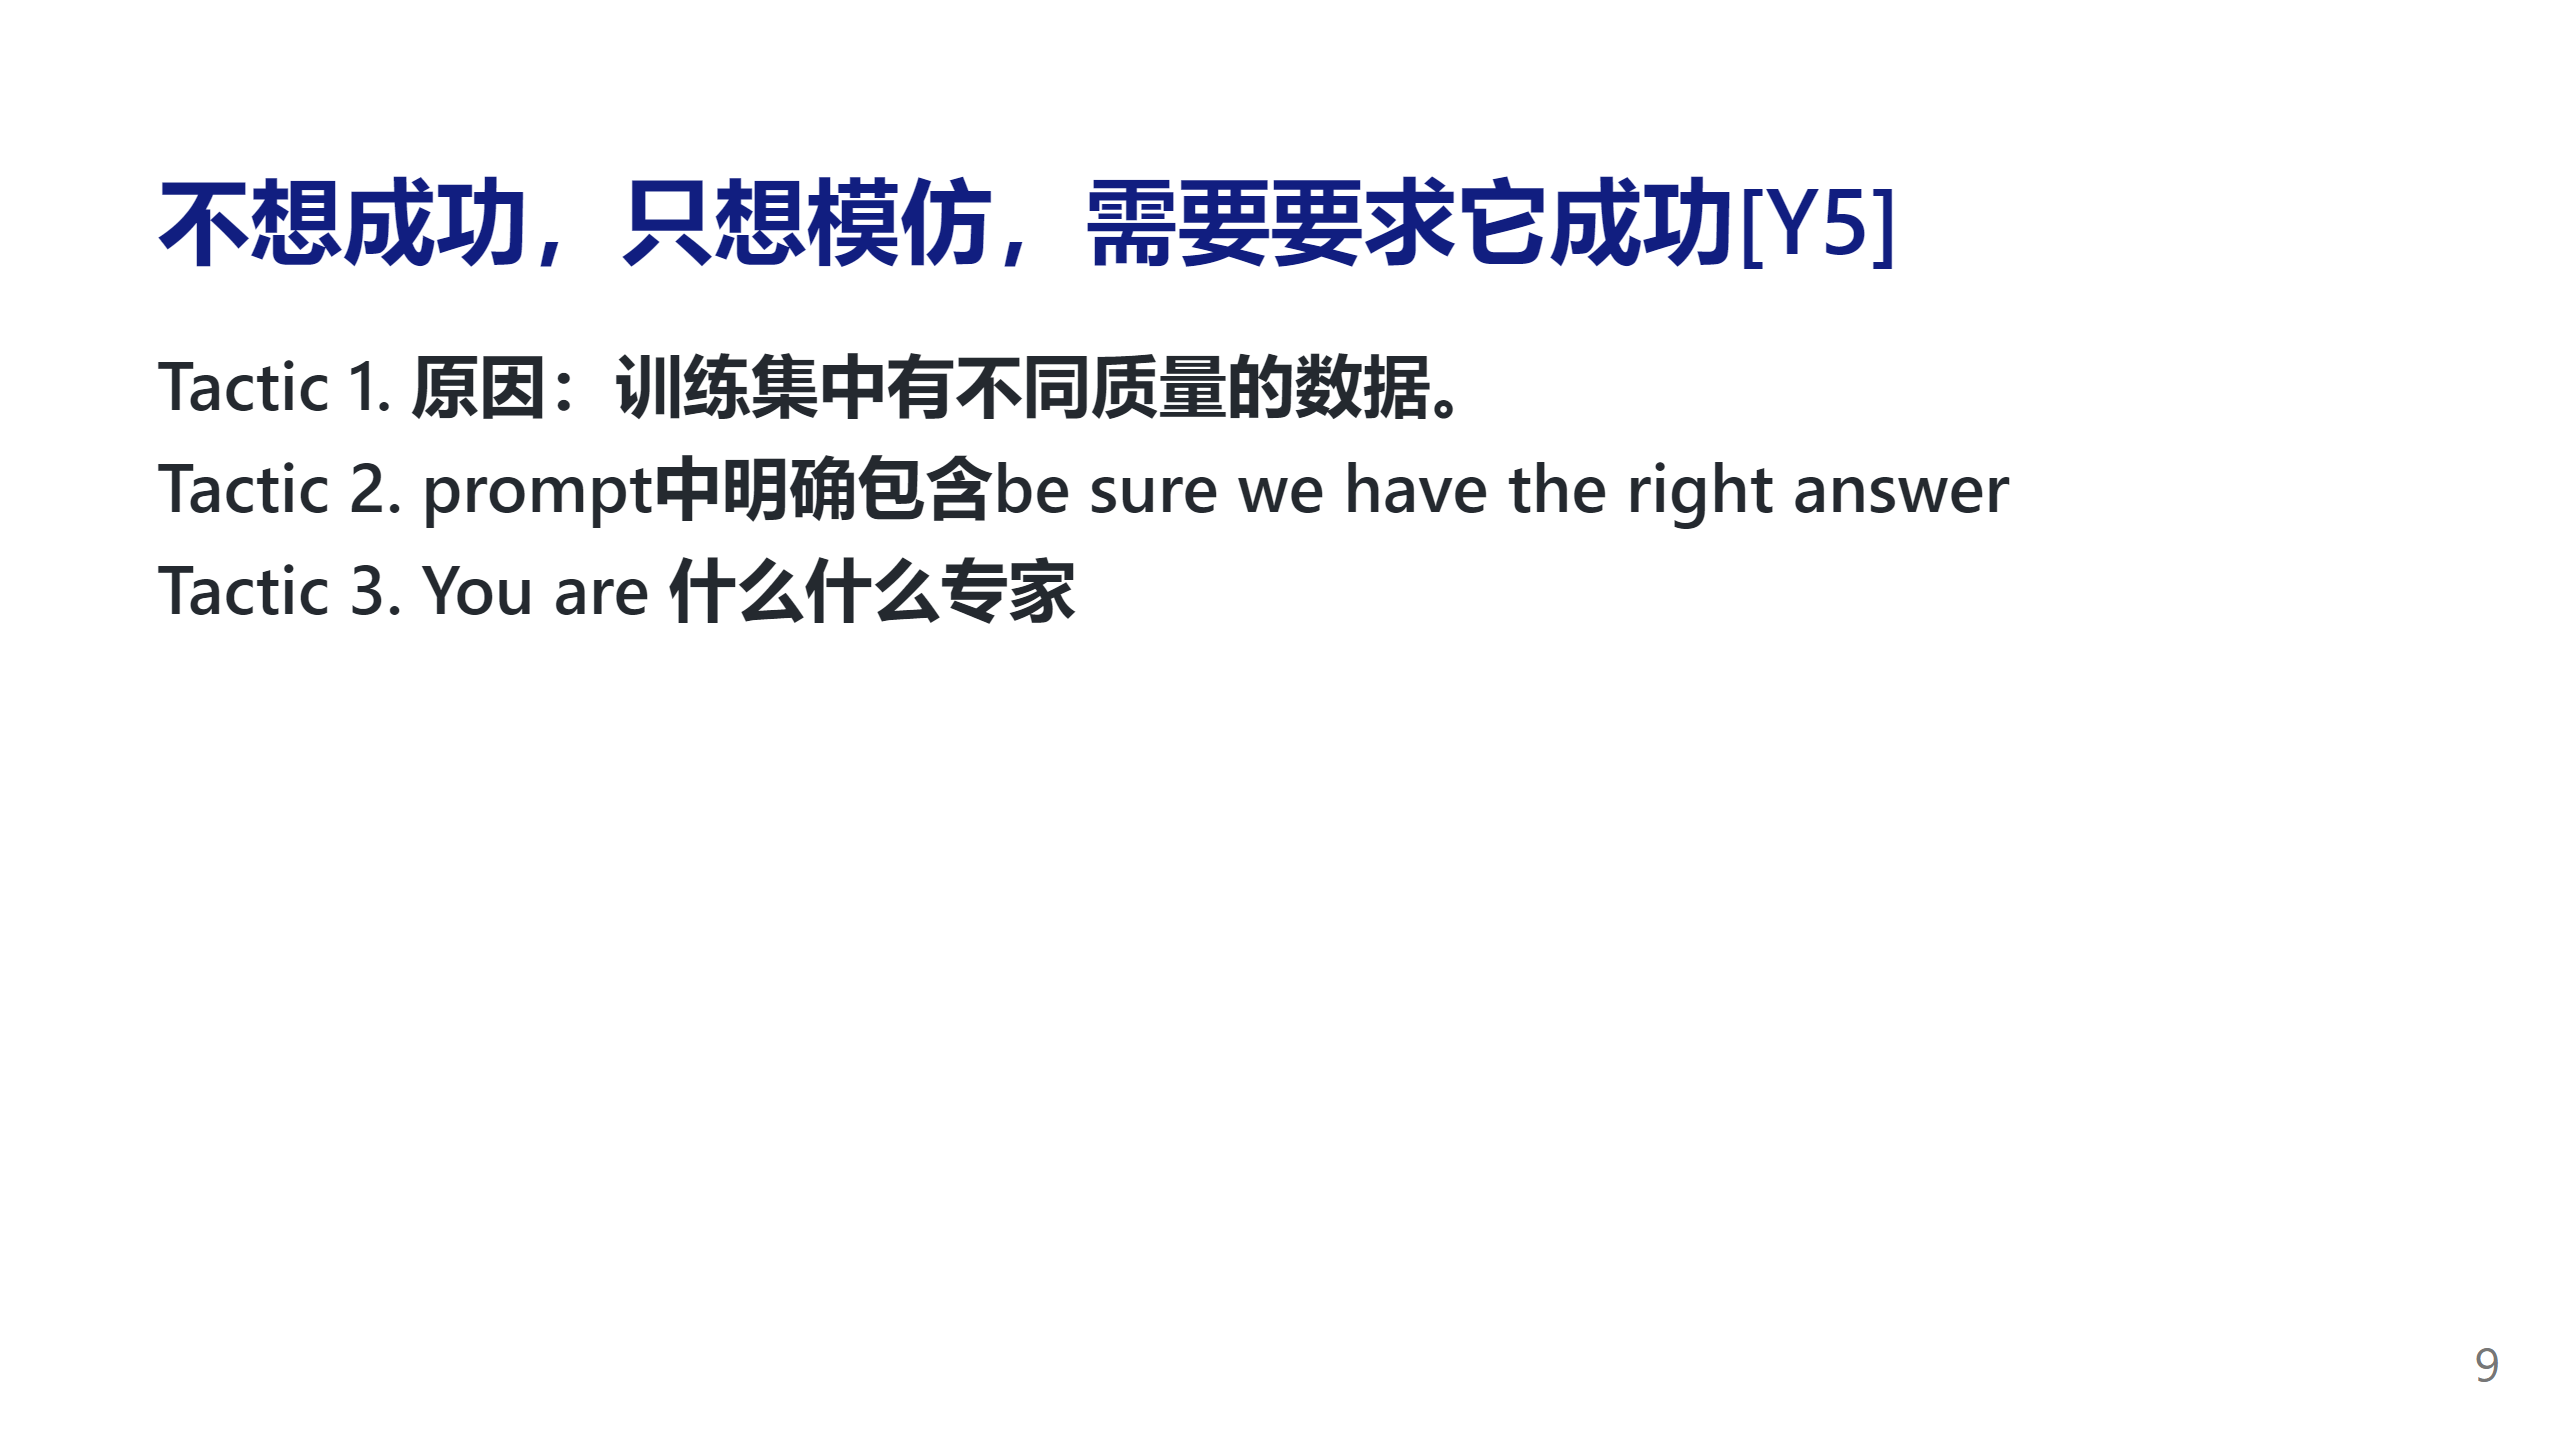 不想成功，只想模仿，需要要求它成功[Y5]
Tactic 1. 原因：训练集中有不同质量的数据。
Tactic 2. prompt中明确包含be sure we have the right answer
Tactic 3. You are 什么什么专家
9